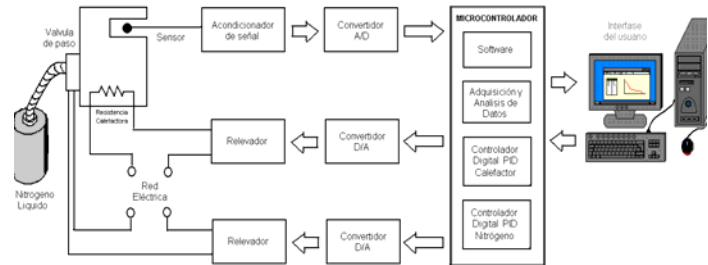 Valvula
de paso
Sensor
Acondicionador
de señal
Convertidor
A/D
MICROCONTROLADOR
Software
Adquisición y
Analisis de
Datos
Controlador
Digital PID
Calefactor
Controlador
Digital PID
Nitrógeno
Interfase
del usuario
Resistencia
Calefactora
Relevador
Convertidor
D/A
Red
Eléctrica
Nitrogeno
Liquido
Relevador
Convertidor
D/A